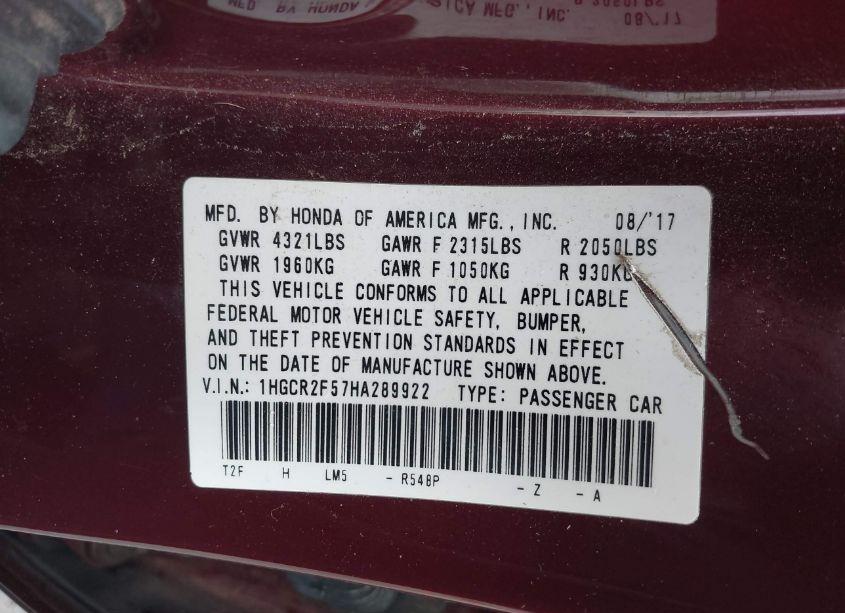 MFD. BY HONDA OF AMERICA MFG., INC. 08/'17
GVWR 4321LBS GAWR F 2315LBS R 2050LBS
GVWR 1960KG GAWR F 1050KG R 930KG
THIS VEHICLE CONFORMS TO ALL APPLICABLE
FEDERAL MOTOR VEHICLE SAFETY, BUMPER,
AND THEFT PREVENTION STANDARDS IN EFFECT
ON THE DATE OF MANUFACTURE SHOWN ABOVE.
V.I.N.: 1HGCR2F57HA289922 TYPE: PASSENGER CAR
T2F H LM5 - R548P - Z - A